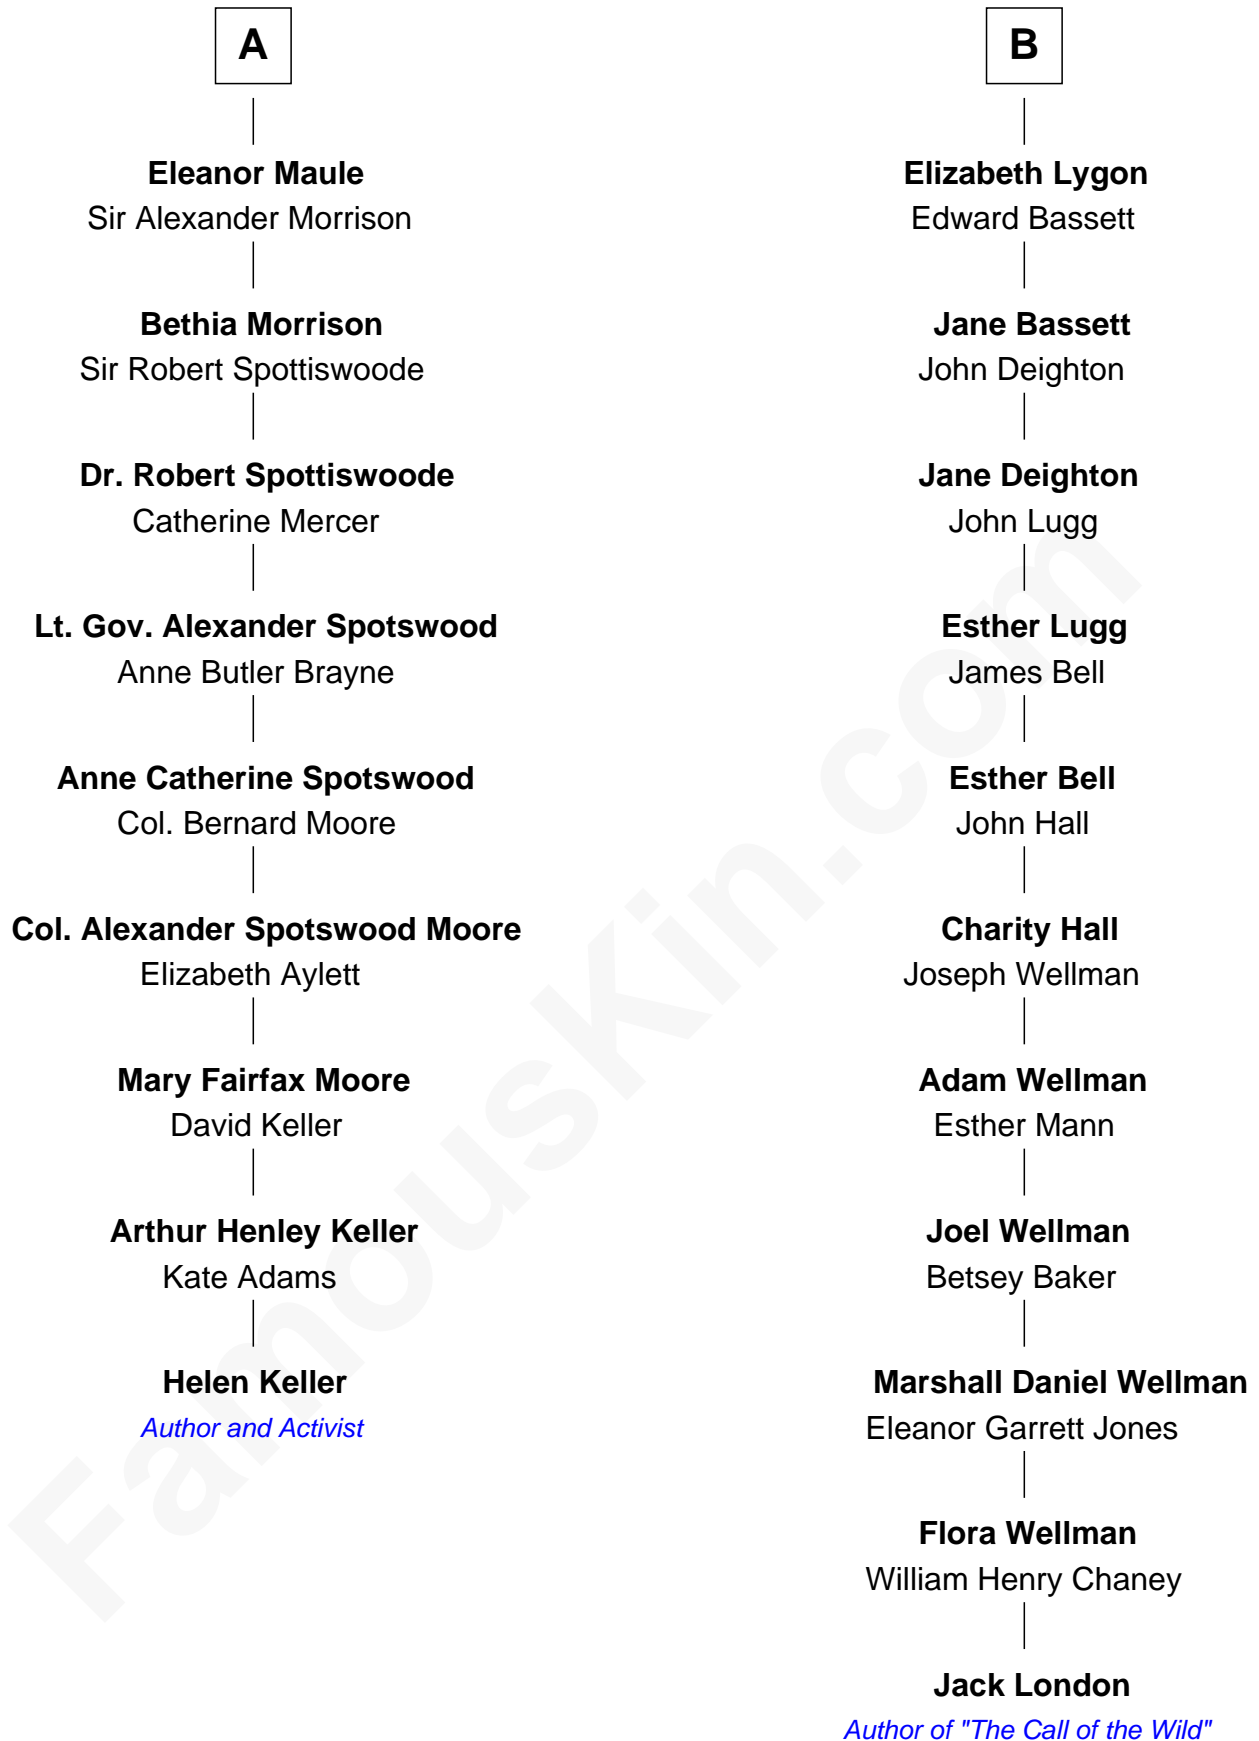 A
Eleanor Maule
Sir Alexander Morrison
Bethia Morrison
Sir Robert Spottiswoode
Dr. Robert Spottiswoode
Catherine Mercer
Lt. Gov. Alexander Spotswood
Anne Butler Brayne
Anne Catherine Spotswood
Col. Bernard Moore
Col. Alexander Spotswood Moore
Elizabeth Aylett
Mary Fairfax Moore
David Keller
Arthur Henley Keller
Kate Adams
Helen Keller
Author and Activist
B
Elizabeth Lygon
Edward Bassett
Jane Bassett
John Deighton
Jane Deighton
John Lugg
Esther Lugg
James Bell
Esther Bell
John Hall
Charity Hall
Joseph Wellman
Adam Wellman
Esther Mann
Joel Wellman
Betsey Baker
Marshall Daniel Wellman
Eleanor Garrett Jones
Flora Wellman
William Henry Chaney
Jack London
Author of "The Call of the Wild"
FamousKin.com